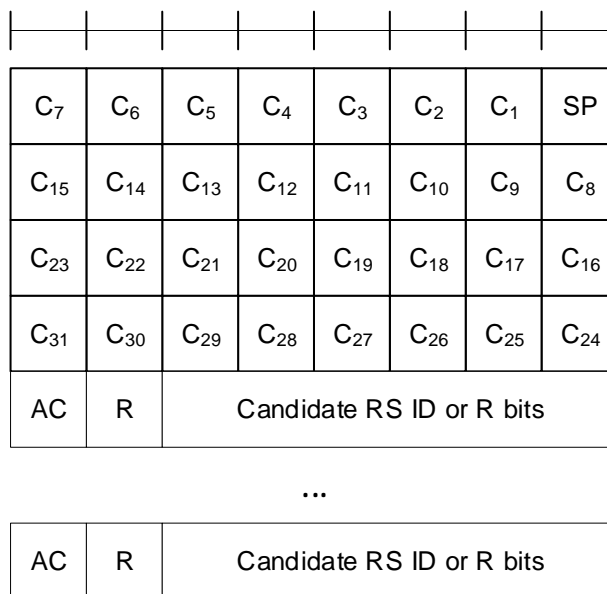 C7 C6 C5 C4 C3 C2 C1 SP
C15 C14 C13 C12 C11 C10 C9 C8
C23 C22 C21 C20 C19 C18 C17 C16
C31 C30 C29 C28 C27 C26 C25 C24
AC R Candidate RS ID or R bits
...
AC R Candidate RS ID or R bits